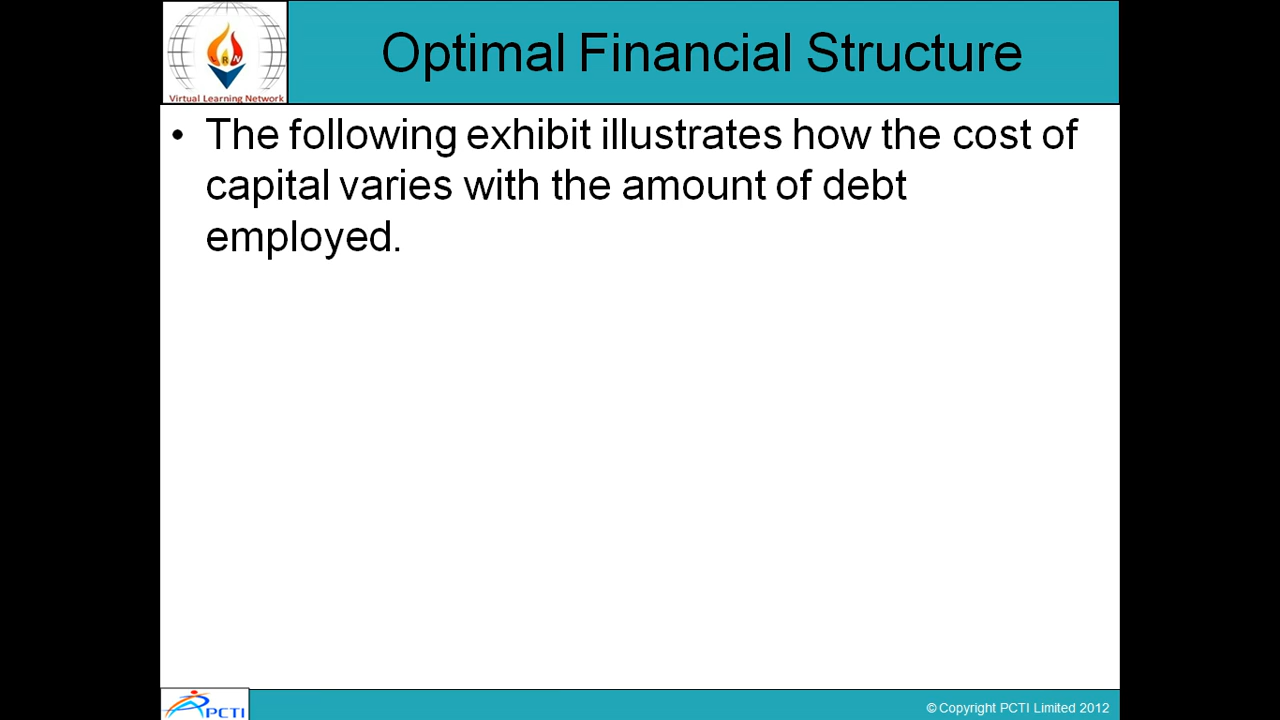 Optimal Financial Structure
LRN
Virtual Learning Network
• The following exhibit illustrates how the cost of
capital varies with the amount of debt
employed.
PCTI
© Copyright PCTI Limited 2012